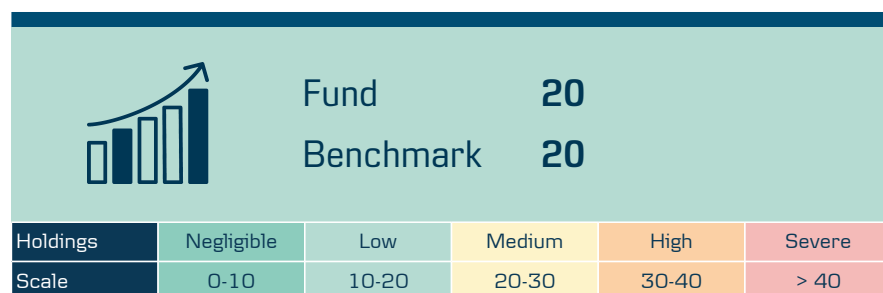 Fund 20
Benchmark 20
Holdings Negligible Low Medium High Severe
Scale 0-10 10-20 20-30 30-40 > 40